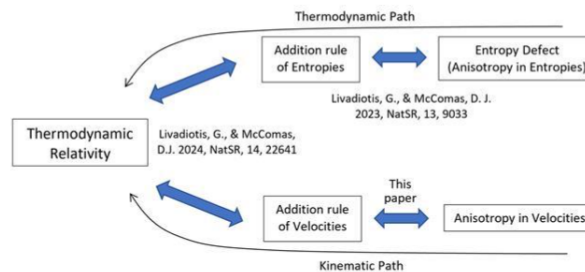 Thermodynamic Path
Addition rule
of Entropies
Entropy Defect
(Anisotropy in Entropies)
Livadiotis, G., & McComas, D. J.
2023, NatSR, 13, 9033
Thermodynamic
Relativity
Livadiotis, G., & McComas,
D.J. 2024, NatSR, 14, 22641
This
paper
Addition rule
of Velocities
Anisotropy in Velocities
Kinematic Path